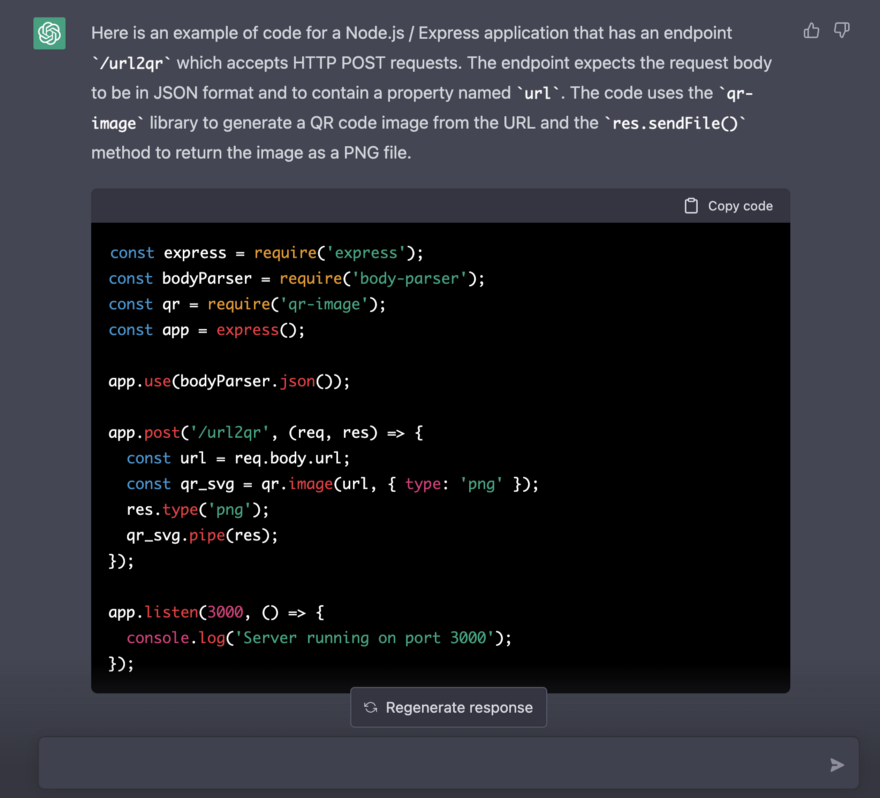 Here is an example of code for a Node.js / Express application that has an endpoint
`/url2qr` which accepts HTTP POST requests. The endpoint expects the request body
to be in JSON format and to contain a property named `url`. The code uses the `qr-
image` library to generate a QR code image from the URL and the `res.sendFile()`
method to return the image as a PNG file.
Copy code
const express = require('express');
const bodyParser = require('body-parser');
const qr = require('qr-image');
const app = express();

app.use(bodyParser.json());

app.post('/url2qr', (req, res) => {
  const url = req.body.url;
  const qr_svg = qr.image(url, { type: 'png' });
  res.type('png');
  qr_svg.pipe(res);
});

app.listen(3000, () => {
  console.log('Server running on port 3000');
});
Regenerate response